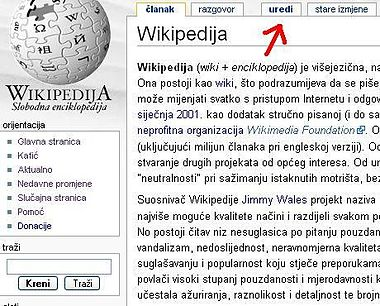 članak razgovor uredi stare izmjene
WIKIPEDIJA
Slobodna enciklopedija
orijentacija
Glavna stranica
Katić
Aktualno
Nedavne promjene
Slučajna stranica
Pomoć
Donacije
traži
Kreni Traži
Wikipedija
Wikipedija (wiki + enciklopedija) je višejezična, na
Ona postoji kao wiki, što podrazumijeva da se piše
može mijenjati svatko s pristupom Internetu i odgov
siječnja 2001. kao dodatak stručno pisanoj (i do sa
neprofitna organizacija Wikimedia Foundation, O
(uključujući milijun članaka pri engleskoj verziji). Od
stvaranje drugih projekata od općeg interesa. Od ur
"neutralnosti" pri sažimanju istaknutih motrišta, bez
Suosnivač Wikipedije Jimmy Wales projekt naziva
najviše moguće kvalitete načini i razdijeli svakom po
No postoji čitav niz nesuglasica po pitanju pouzdan
vandalizam, nedoslijednost, neravnomjerna kvalitet
suglašavanju i popularnost koju stječe preporukama
povlači visoki stupanj pouzdanosti i mjerodavnosti k
učestala ažuriranja, raznolikost i detaljnost te broj